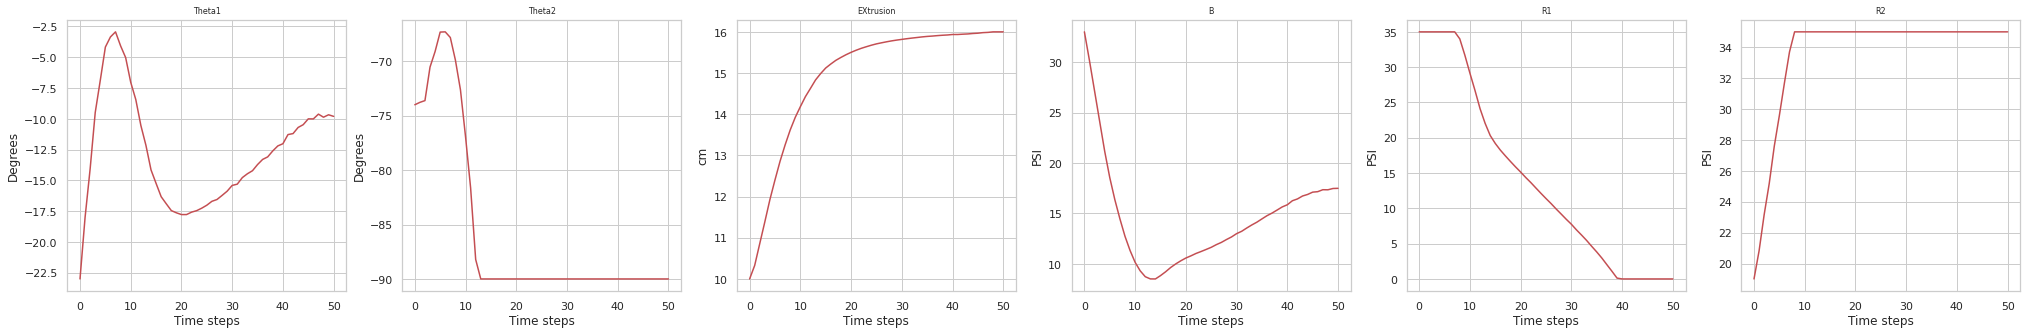 Theta1
Degrees
−2.5
−5.0
−7.5
−10.0
−12.5
−15.0
−17.5
−20.0
−22.5
0 10 20 30 40 50
Time steps
Theta2
Degrees
−70
−75
−80
−85
−90
0 10 20 30 40 50
Time steps
EXtrusion
cm
16
15
14
13
12
11
10
0 10 20 30 40 50
Time steps
B
PSI
30
25
20
15
10
0 10 20 30 40 50
Time steps
R1
PSI
35
30
25
20
15
10
5
0
0 10 20 30 40 50
Time steps
R2
PSI
34
32
30
28
26
24
22
20
0 10 20 30 40 50
Time steps